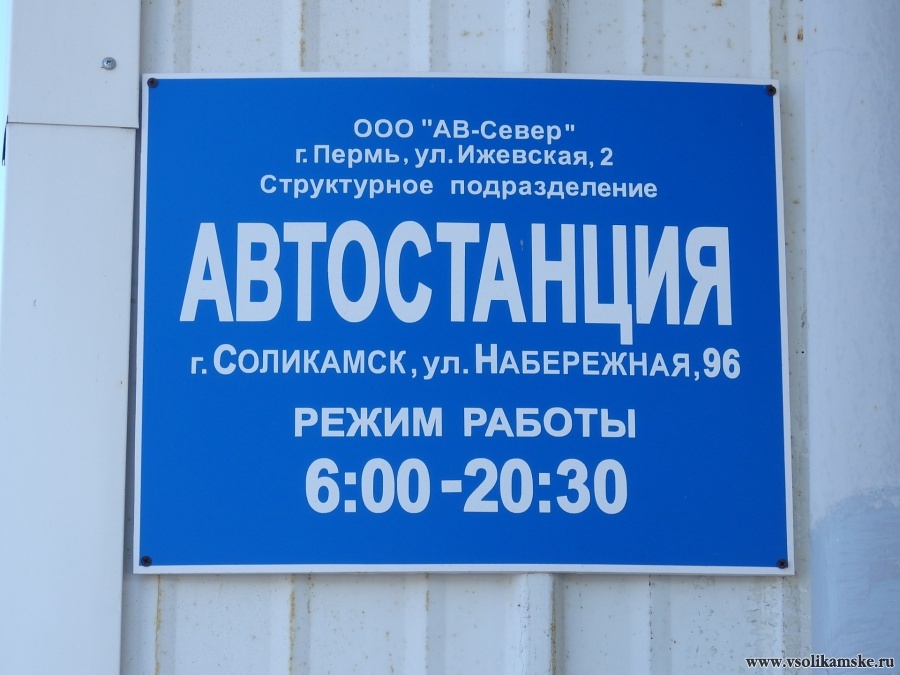 ООО "АВ-Север"
г. Пермь, ул. Ижевская, 2
Структурное подразделение
АВТОСТАНЦИЯ
г. СОЛИКАМСК, ул. НАБЕРЕЖНАЯ, 96
РЕЖИМ РАБОТЫ
6:00-20:30
www.vsolikamske.ru